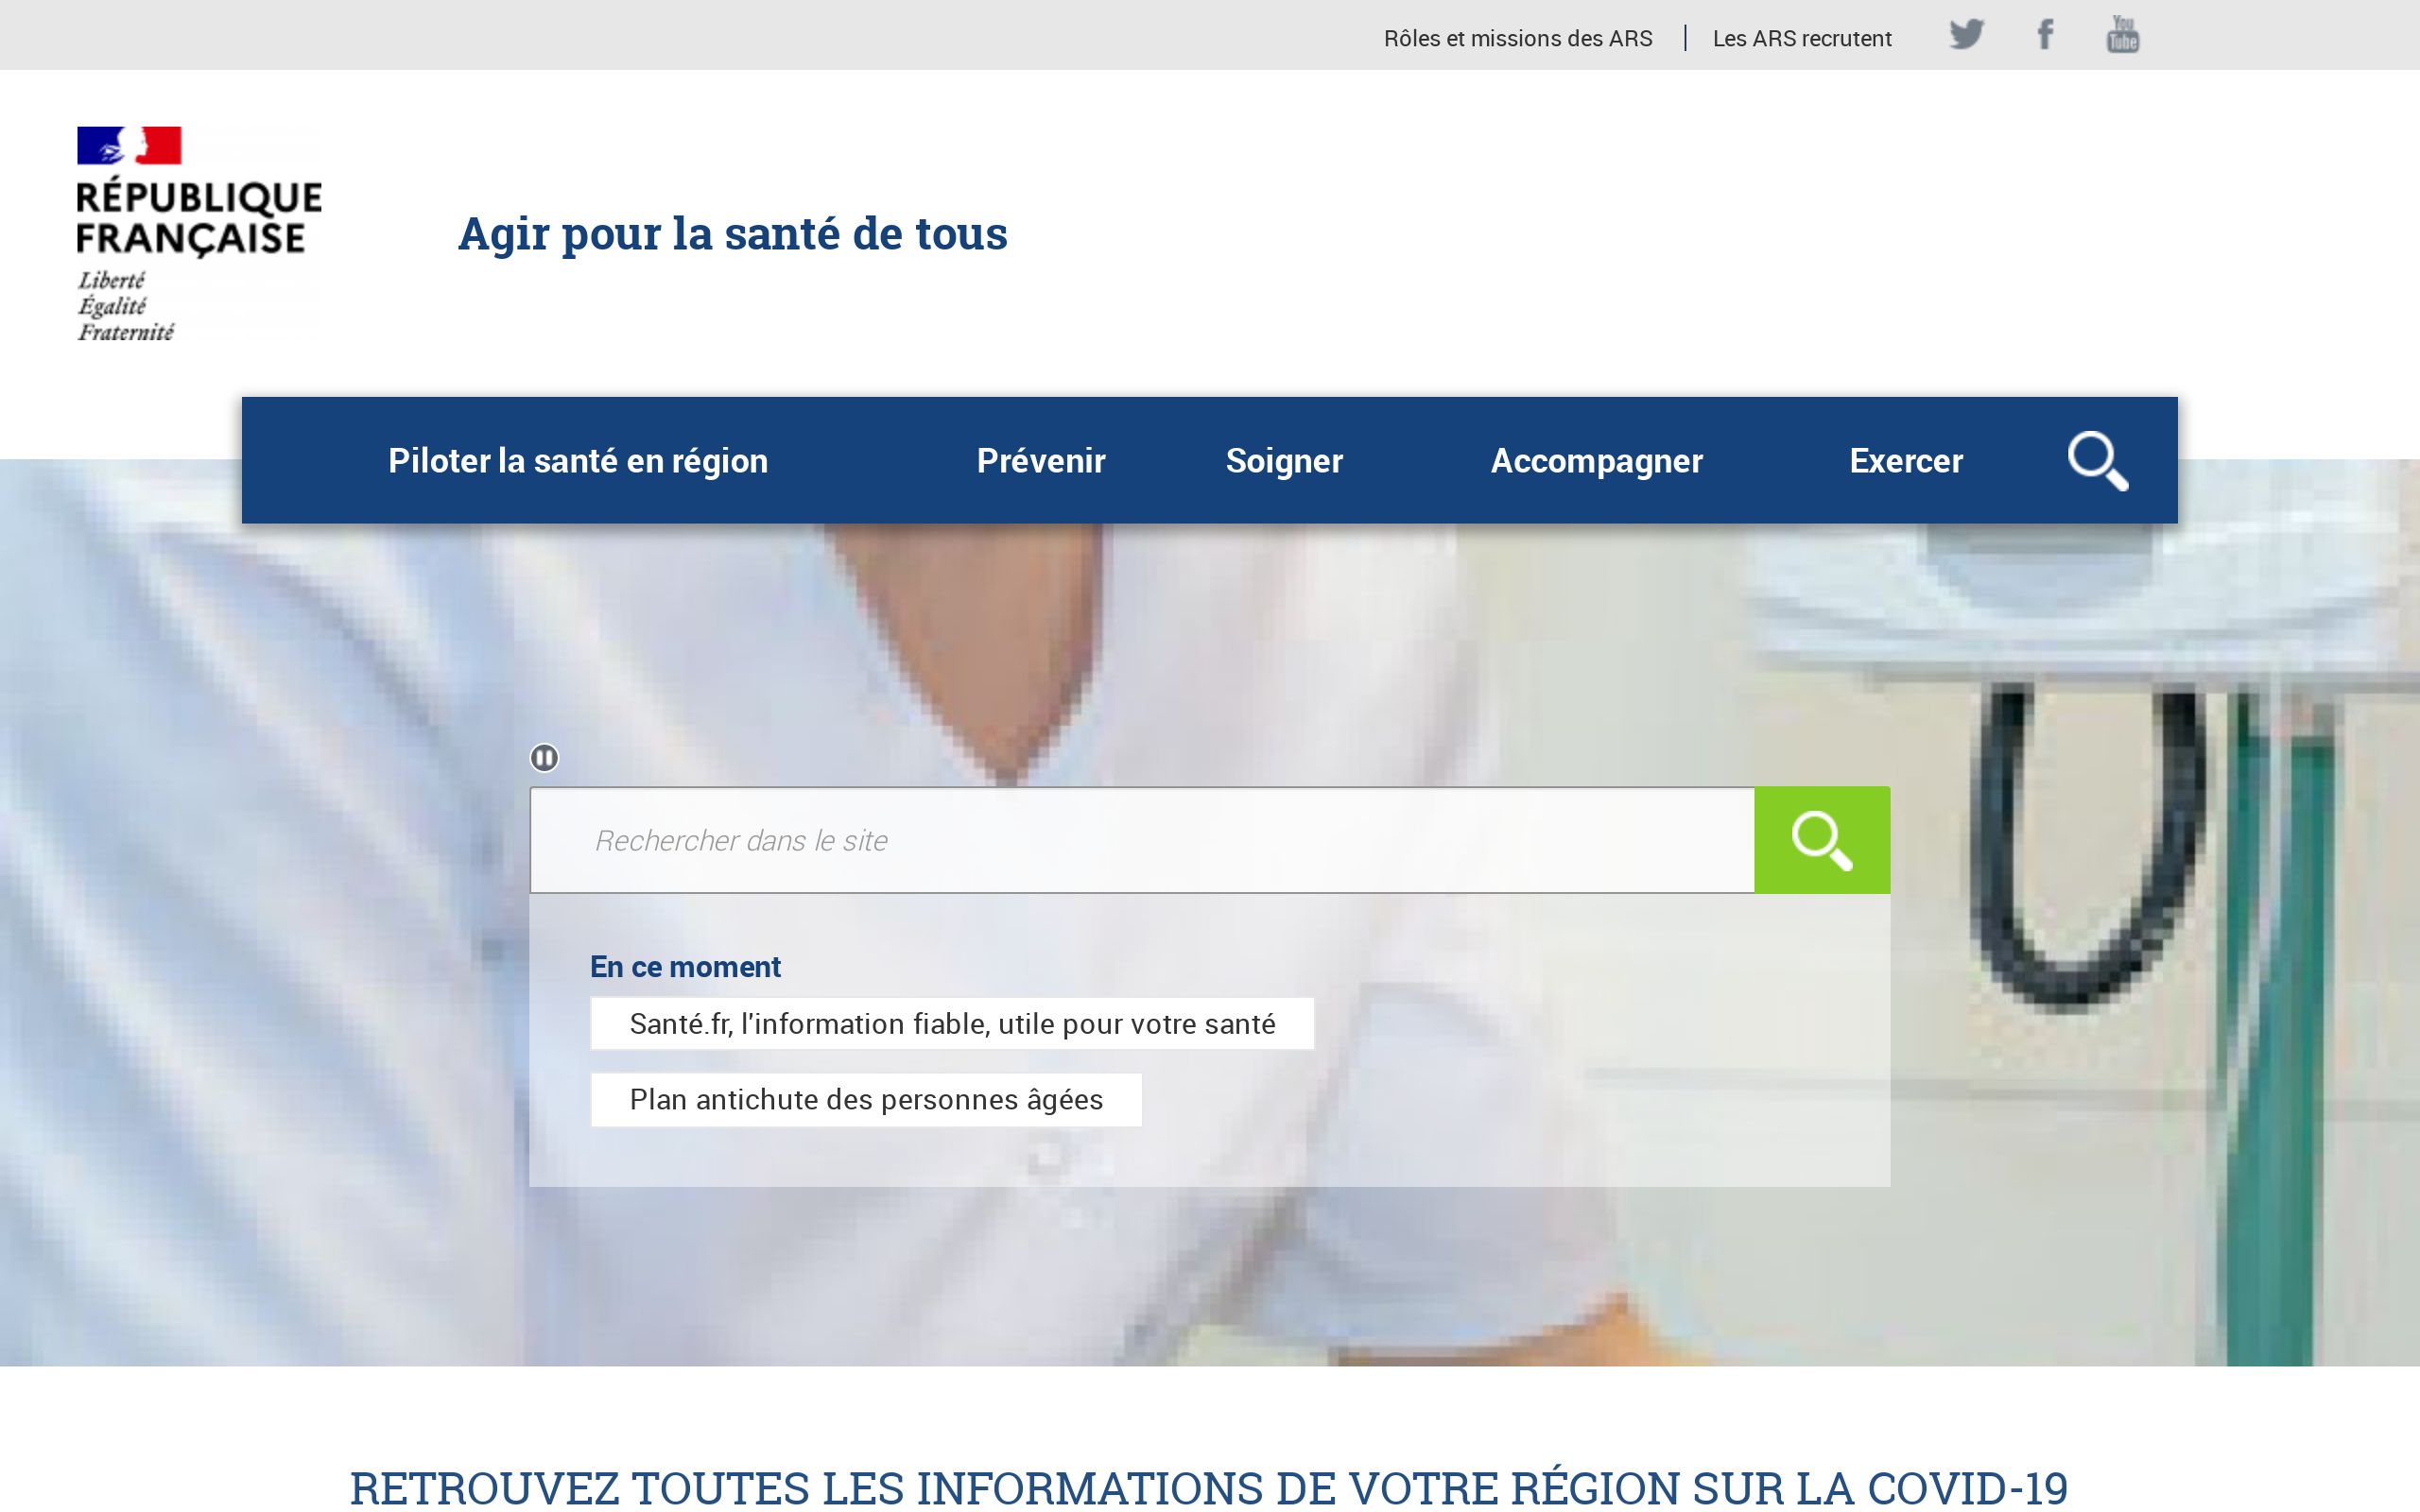 Rôles et missions des ARS
Les ARS recrutent
You
Tube
RÉPUBLIQUE
FRANÇAISE
Liberté
Égalité
Fraternité
Agir pour la santé de tous
Piloter la santé en région
Prévenir
Soigner
Accompagner
Exercer
Rechercher dans le site
En ce moment
Santé.fr, l'information fiable, utile pour votre santé
Plan antichute des personnes âgées
RETROUVEZ TOUTES LES INFORMATIONS DE VOTRE RÉGION SUR LA COVID-19